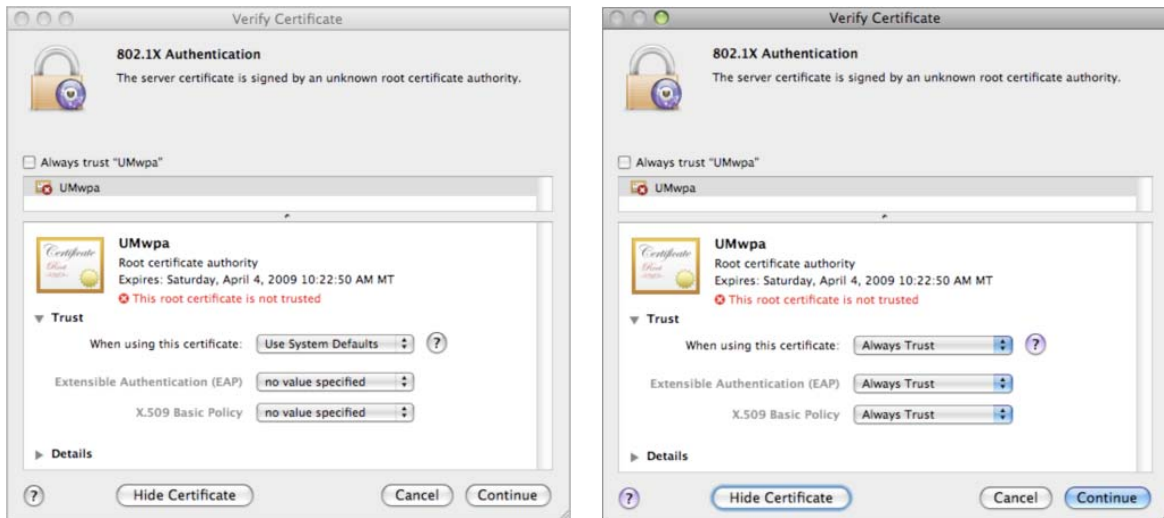 Verify Certificate
802.1X Authentication
The server certificate is signed by an unknown root certificate authority.
Always trust "UMwpa"
UMwpa
Certificate
Root
UMwpa
Root certificate authority
Expires: Saturday, April 4, 2009 10:22:50 AM MT
This root certificate is not trusted
Trust
When using this certificate: Use System Defaults ?
Extensible Authentication (EAP) no value specified
X.509 Basic Policy no value specified
Details
? Hide Certificate Cancel Continue
Verify Certificate
802.1X Authentication
The server certificate is signed by an unknown root certificate authority.
Always trust "UMwpa"
UMwpa
Certificate
Root
UMwpa
Root certificate authority
Expires: Saturday, April 4, 2009 10:22:50 AM MT
This root certificate is not trusted
Trust
When using this certificate: Always Trust ?
Extensible Authentication (EAP) Always Trust
X.509 Basic Policy Always Trust
Details
? Hide Certificate Cancel Continue